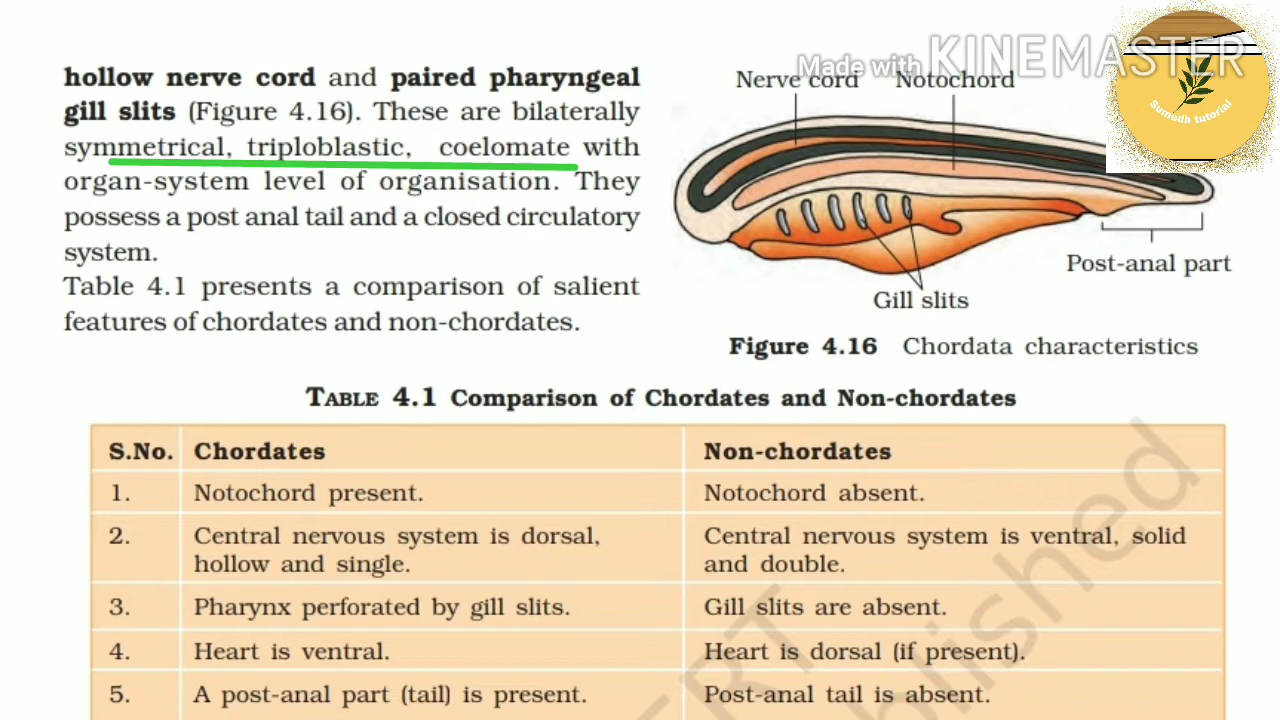 Made with KINEMASTER
Sumedh tutorial
hollow nerve cord and paired pharyngeal
gill slits (Figure 4.16). These are bilaterally
symmetrical, triploblastic, coelomate with
organ-system level of organisation. They
possess a post anal tail and a closed circulatory
system.
Table 4.1 presents a comparison of salient
features of chordates and non-chordates.
Nerve cord Notochord
Post-anal part
Gill slits
Figure 4.16 Chordata characteristics
TABLE 4.1 Comparison of Chordates and Non-chordates
S.No. Chordates Non-chordates
1. Notochord present. Notochord absent.
2. Central nervous system is dorsal, Central nervous system is ventral, solid
hollow and single. and double.
3. Pharynx perforated by gill slits. Gill slits are absent.
4. Heart is ventral. Heart is dorsal (if present).
5. A post-anal part (tail) is present. Post-anal tail is absent.